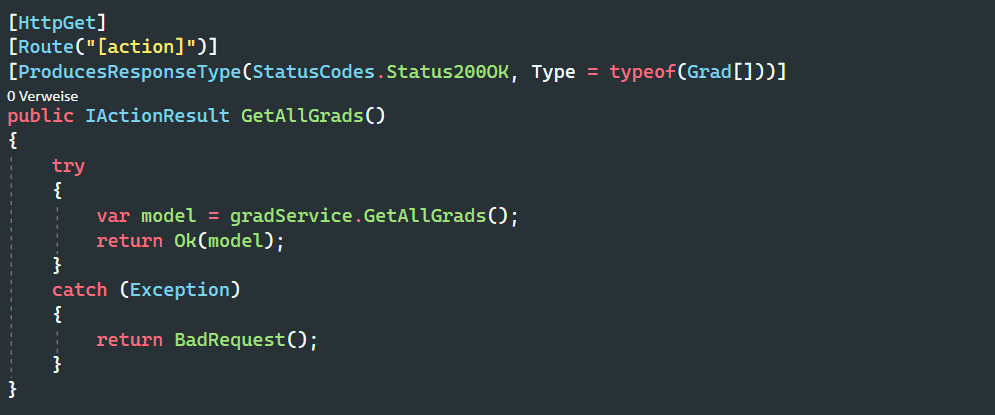 [HttpGet]
[Route("[action]")]
[ProducesResponseType(StatusCodes.Status200OK, Type = typeof(Grad[]))]
0 Verweise
public IActionResult GetAllGrads()
{
    try
    {
        var model = gradService.GetAllGrads();
        return Ok(model);
    }
    catch (Exception)
    {
        return BadRequest();
    }
}